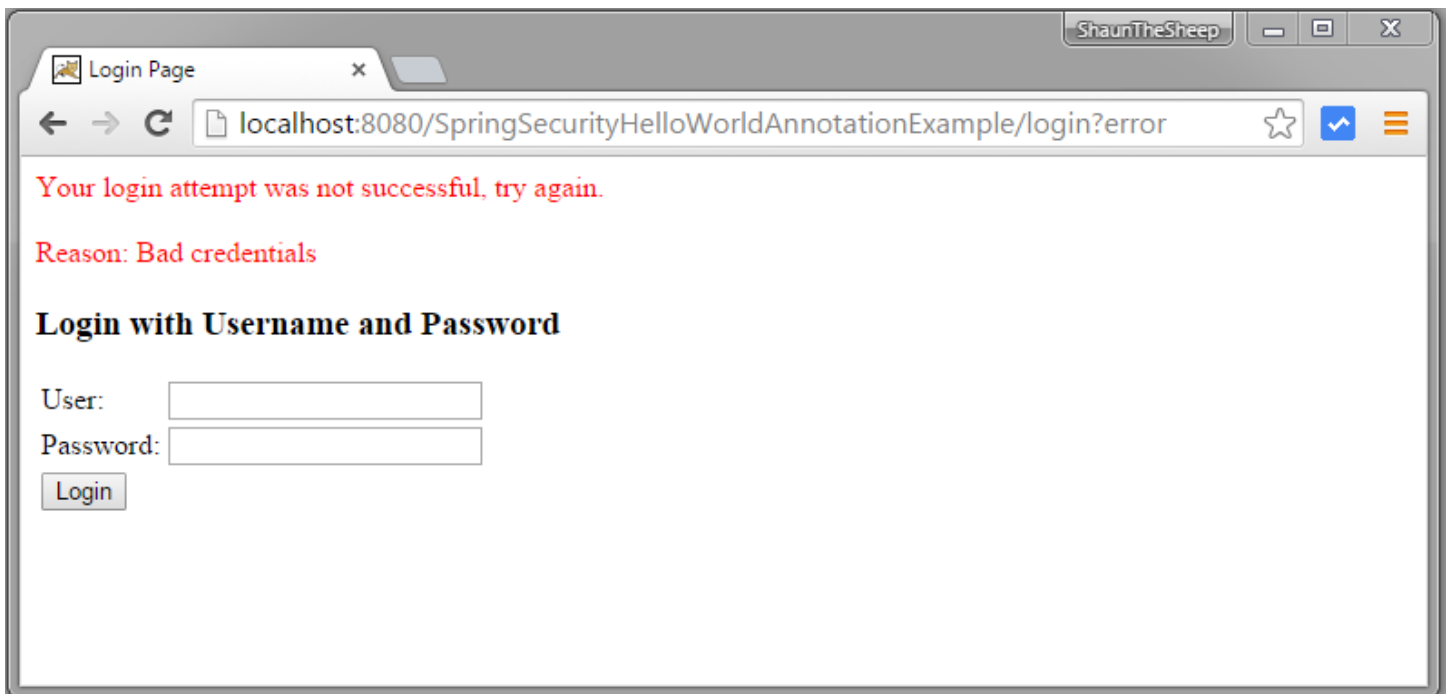 ShaunTheSheep
Login Page
localhost:8080/SpringSecurityHelloWorldAnnotationExample/login?error
Your login attempt was not successful, try again.
Reason: Bad credentials
Login with Username and Password
User:
Password:
Login